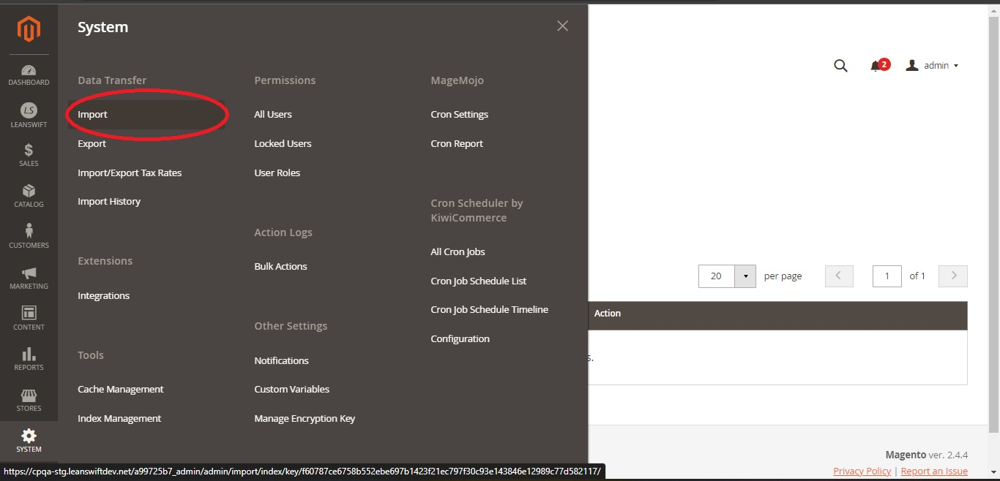 System
DASHBOARD
LS
LEANSWIFT
SALES
CATALOG
CUSTOMERS
MARKETING
CONTENT
REPORTS
STORES
SYSTEM
Data Transfer
Import
Export
Import/Export Tax Rates
Import History
Extensions
Integrations
Tools
Cache Management
Index Management
Permissions
All Users
Locked Users
User Roles
Action Logs
Bulk Actions
Other Settings
Notifications
Custom Variables
Manage Encryption Key
MageMojo
Cron Settings
Cron Report
Cron Scheduler by
KiwiCommerce
All Cron Jobs
Cron Job Schedule List
Cron Job Schedule Timeline
Configuration
2
admin
20 per page 1 of 1
Action
s.
Magento ver. 2.4.4
Privacy Policy | Report an Issue
https://cpqa-stg.leanswiftdev.net/a99725b7_admin/admin/import/index/key/f60787ce6758b552ebe697b1423f21ec797f30c93e143846e12989c77d582117/